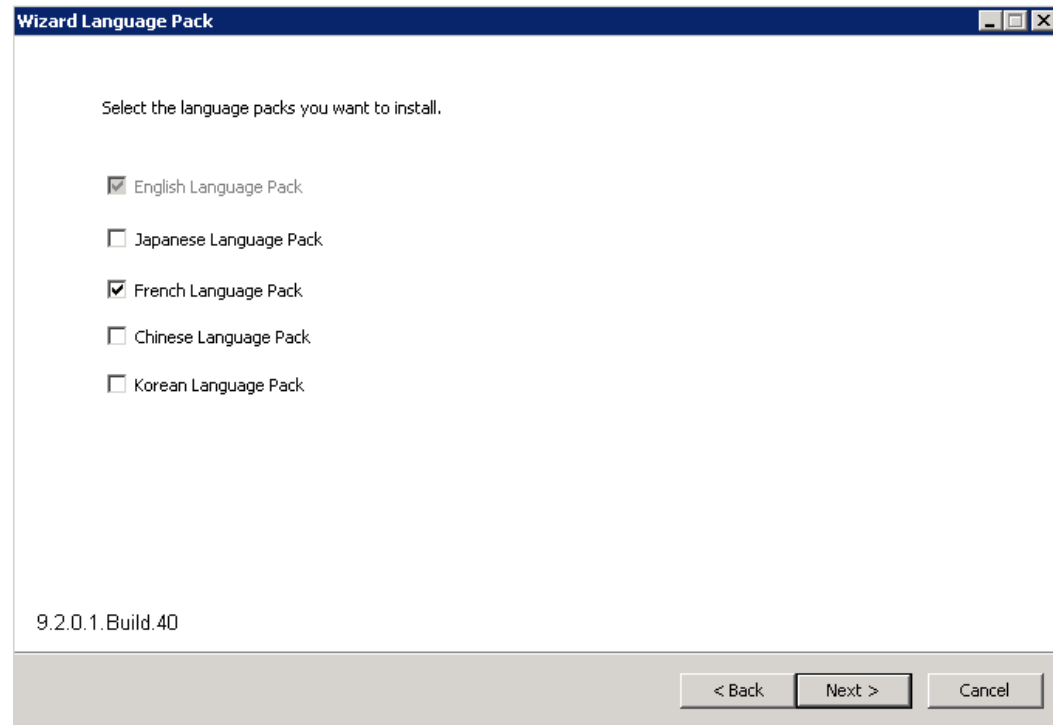 Wizard Language Pack
Select the language packs you want to install.
English Language Pack
Japanese Language Pack
French Language Pack
Chinese Language Pack
Korean Language Pack
9.2.0.1.Build.40
< Back
Next >
Cancel